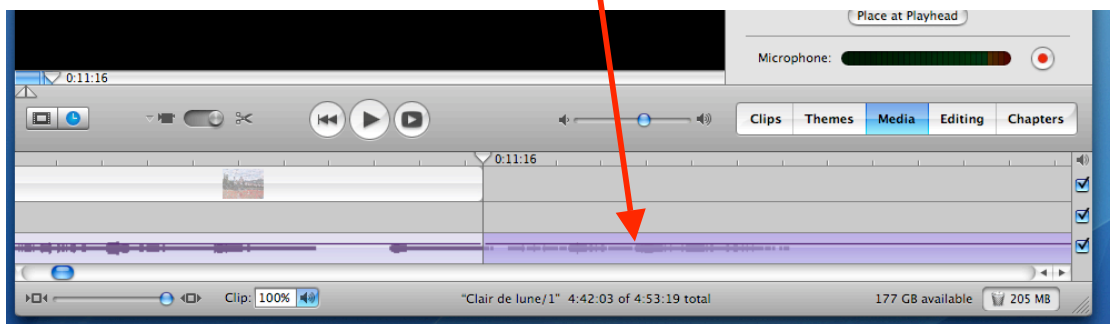 Place at Playhead
Microphone:
0:11:16
Clips Themes Media Editing Chapters
0:11:16
Clip: 100% "Clair de lune/1" 4:42:03 of 4:53:19 total 177 GB available 205 MB